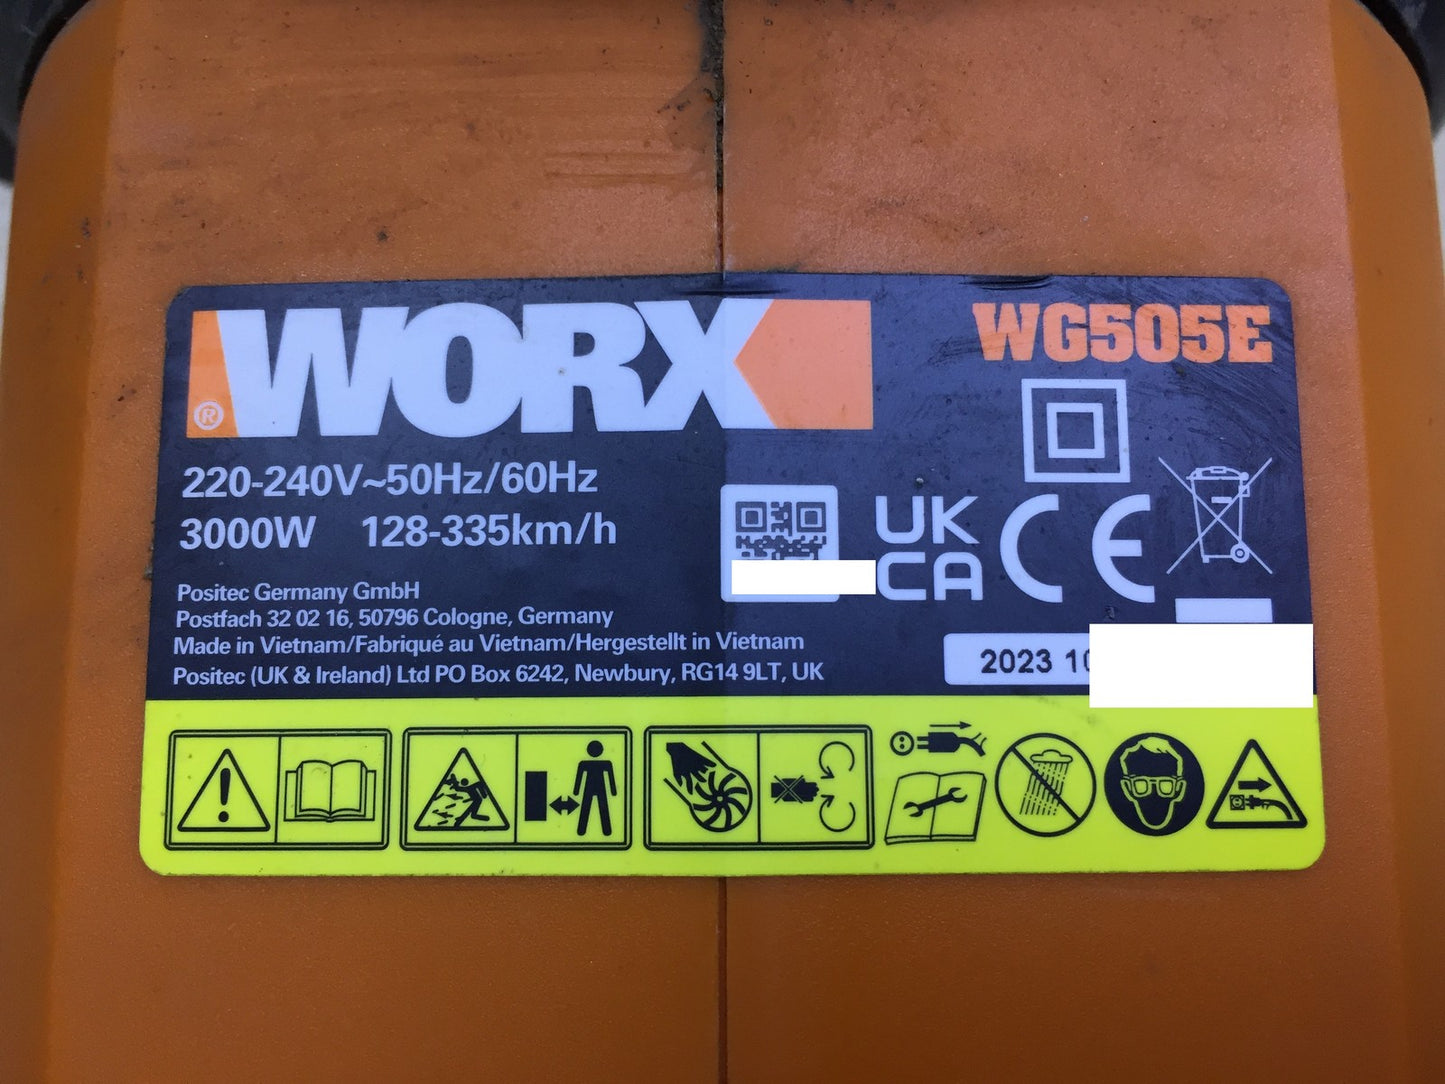 WORX
®
WG505E
220-240V~50Hz/60Hz
3000W 128-335km/h
UK
CA
CE
Positec Germany GmbH
Postfach 32 02 16, 50796 Cologne, Germany
Made in Vietnam/Fabriqué au Vietnam/Hergestellt in Vietnam
Positec (UK & Ireland) Ltd PO Box 6242, Newbury, RG14 9LT, UK
2023